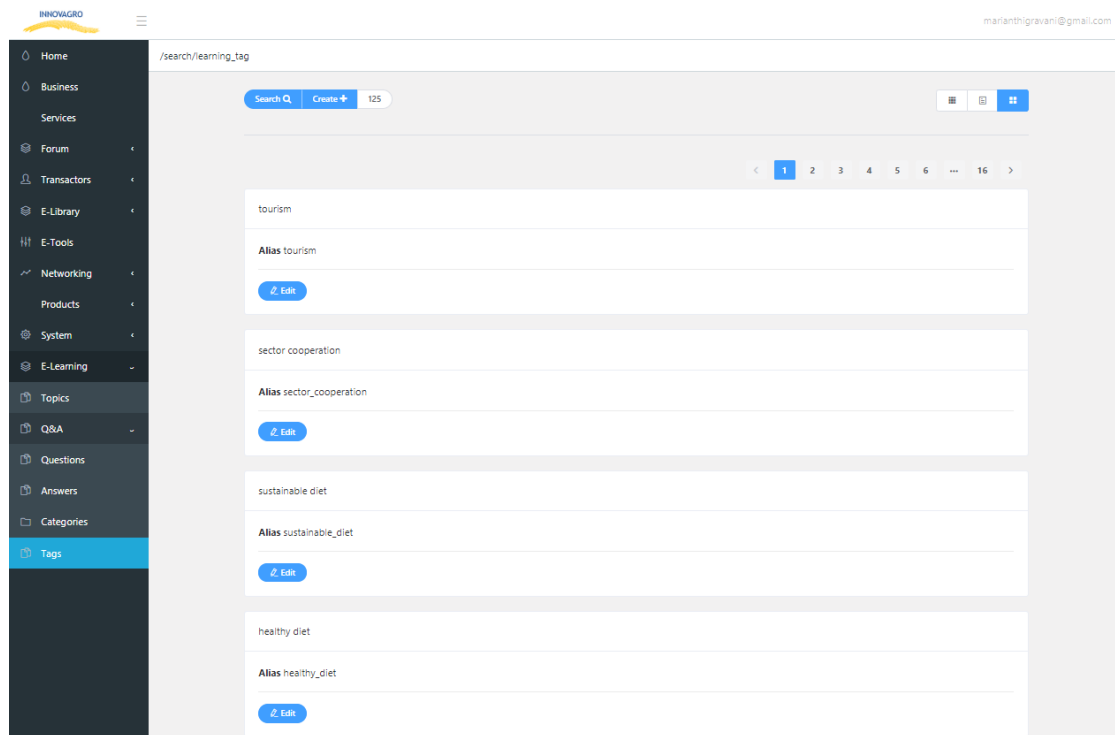 INNOVAGRO
marianthigravani@gmail.com
Home
Business
Services
Forum
Transactors
E-Library
E-Tools
Networking
Products
System
E-Learning
Topics
Q&A
Questions
Answers
Categories
Tags
/search/learning_tag
Search Create + 125
< 1 2 3 4 5 6 ••• 16 >
tourism
Alias tourism
Edit
sector cooperation
Alias sector_cooperation
Edit
sustainable diet
Alias sustainable_diet
Edit
healthy diet
Alias healthy_diet
Edit